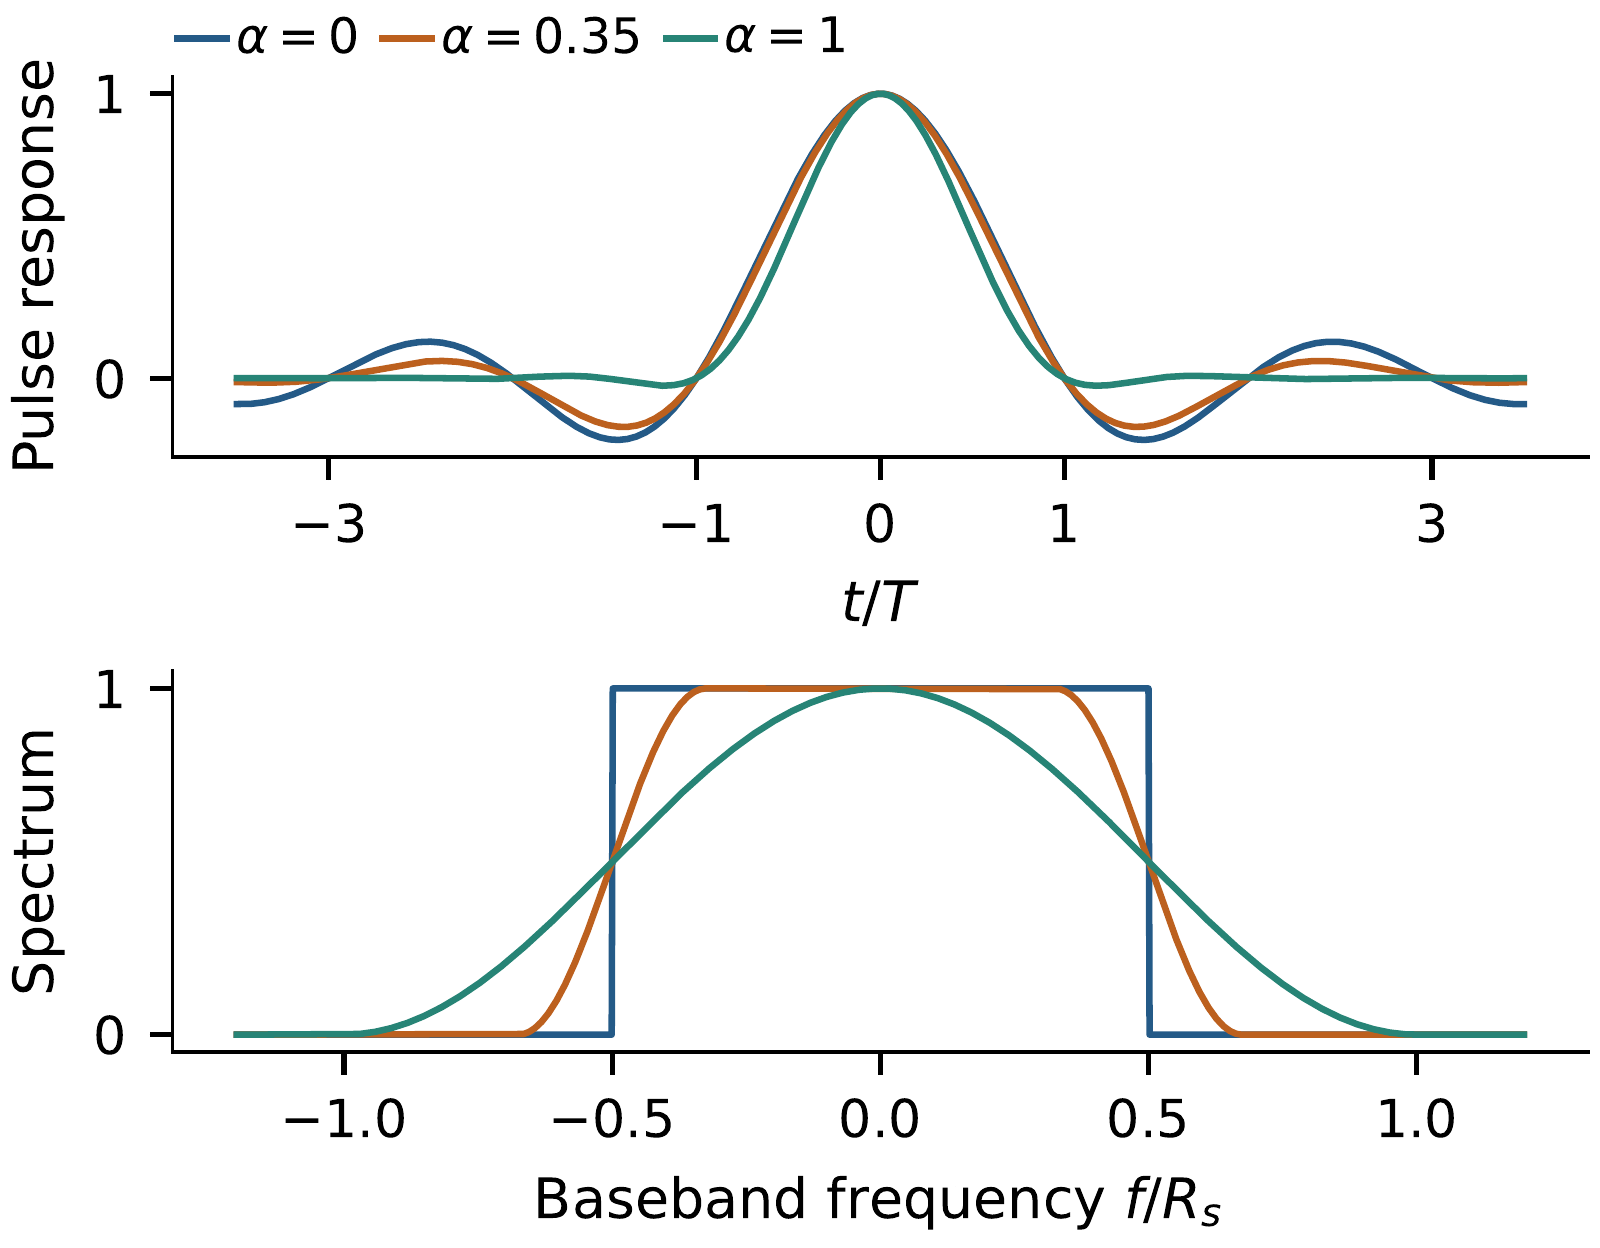 α = 0 α = 0.35 α = 1
Pulse response
1
0
−3 −1 0 1 3
t/T
Spectrum
1
0
−1.0 −0.5 0.0 0.5 1.0
Baseband frequency f/Rₛ